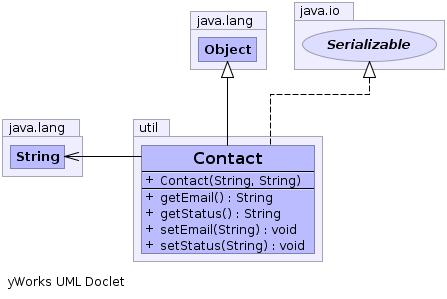 java.lang
Object
java.io
Serializable
java.lang
String
util
Contact
+ Contact(String, String)
+ getEmail() : String
+ getStatus() : String
+ setEmail(String) : void
+ setStatus(String) : void
yWorks UML Doclet